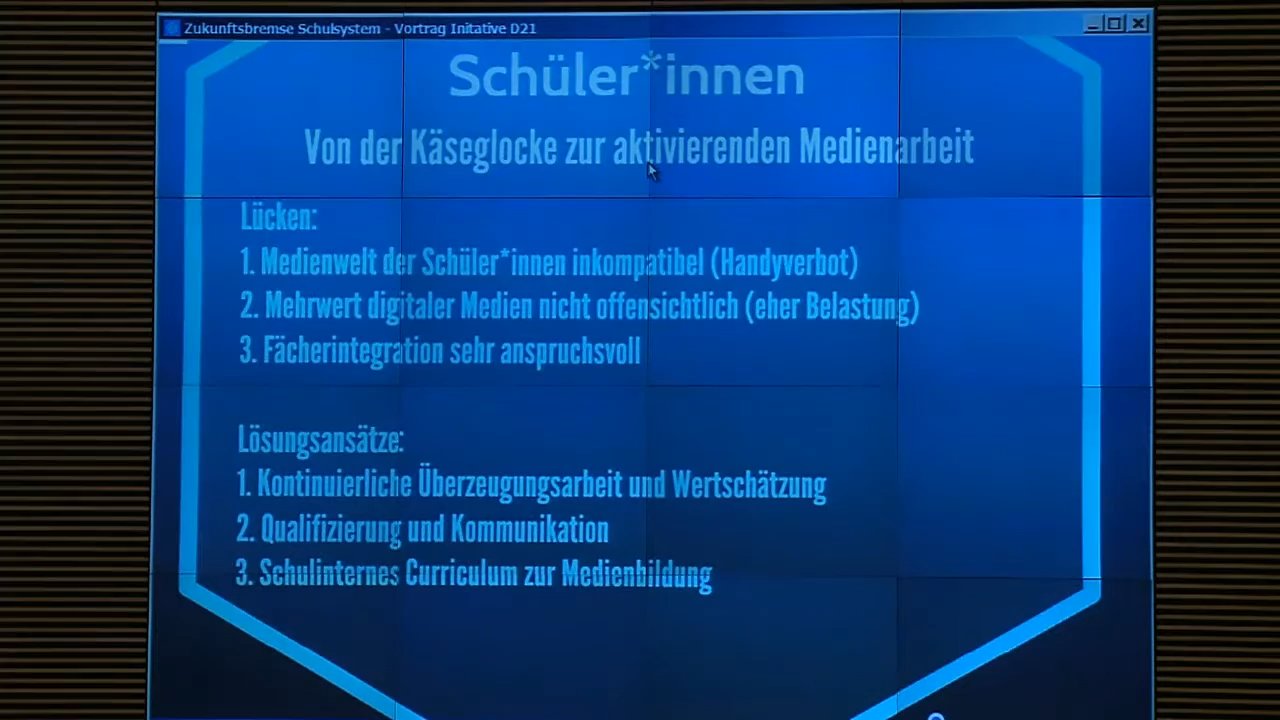 Zukunftsbremse Schulsystem - Vortrag Initative D21
Schüler*innen
Von der Käseglocke zur aktivierenden Medienarbeit
Lücken:
1. Medienwelt der Schüler*innen inkompatibel (Handyverbot)
2. Mehrwert digitaler Medien nicht offensichtlich (eher Belastung)
3. Fächerintegration sehr anspruchsvoll
Lösungsansätze:
1. Kontinuierliche Überzeugungsarbeit und Wertschätzung
2. Qualifizierung und Kommunikation
3. Schulinternes Curriculum zur Medienbildung